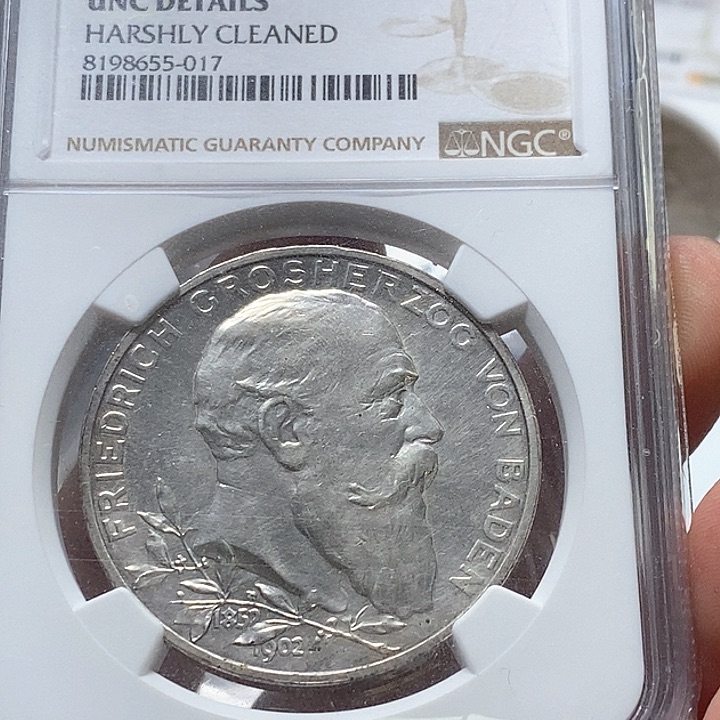 UNC DETAILS
HARSHLY CLEANED
8198655-017
NUMISMATIC GUARANTY COMPANY
NGC®
FRIEDRICH GROSHERZOG VON BADEN
1852
1902